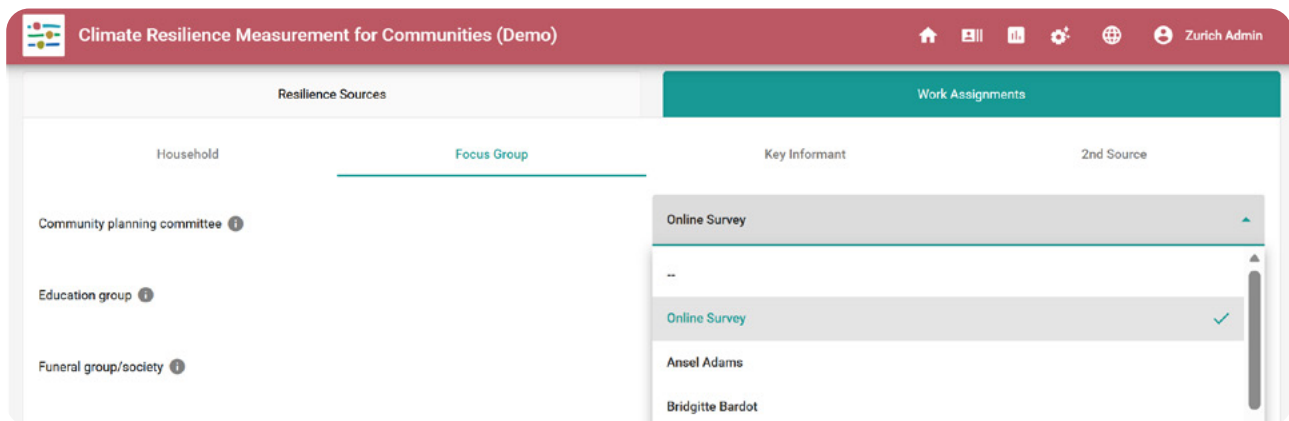 Climate Resilience Measurement for Communities (Demo)
Zurich Admin
Resilience Sources
Work Assignments
Household
Focus Group
Key Informant
2nd Source
Community planning committee
Online Survey
--
Education group
Online Survey
Funeral group/society
Ansel Adams
Bridgitte Bardot